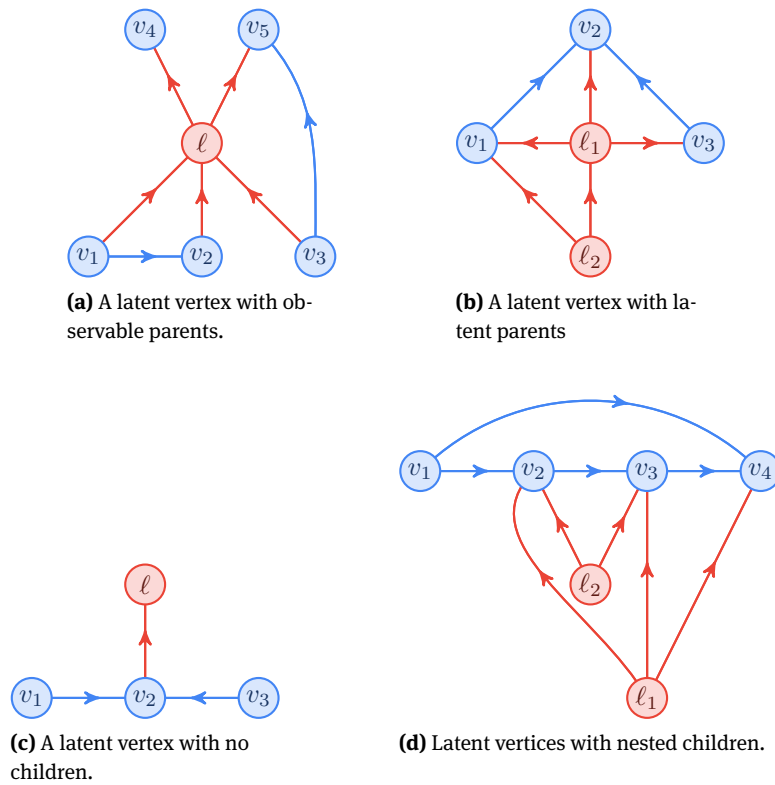 v4 v5
ℓ
v1 v2 v3
(a) A latent vertex with ob-
servable parents.
v2
v1 ℓ1 v3
ℓ2
(b) A latent vertex with la-
tent parents
ℓ
v1 v2 v3
(c) A latent vertex with no
children.
v1 v2 v3 v4
ℓ2
ℓ1
(d) Latent vertices with nested children.